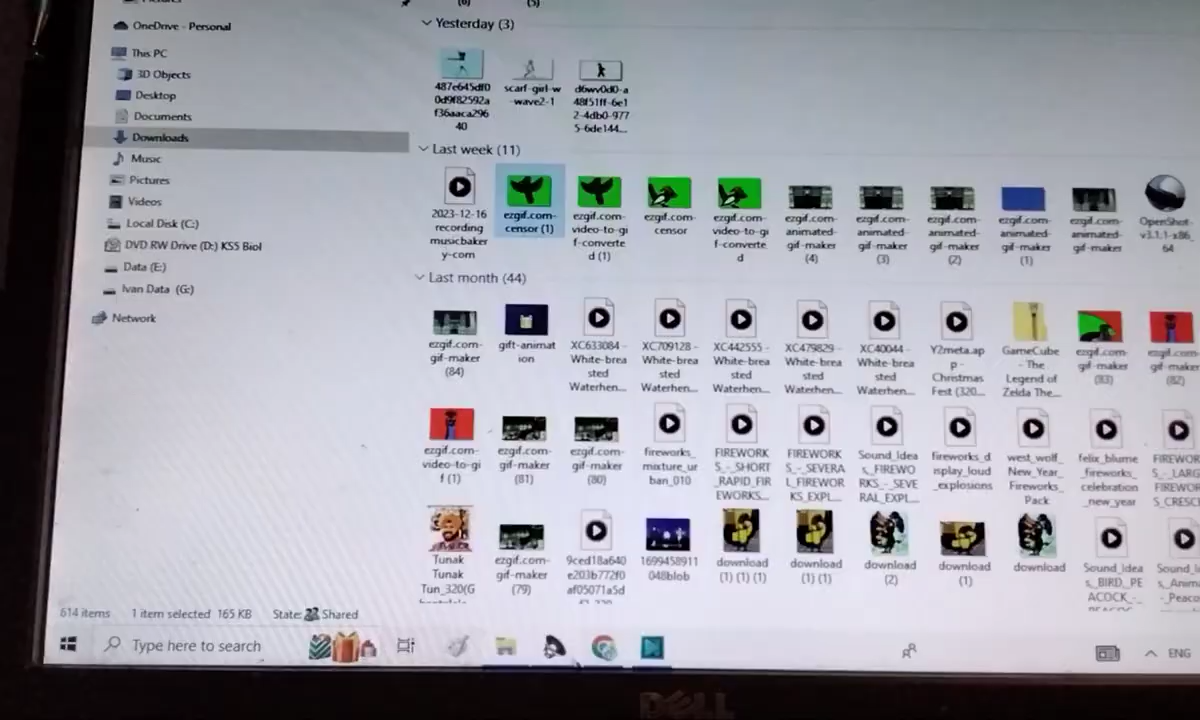 Pictures
(6)
(5)
OneDrive - Personal
This PC
3D Objects
Desktop
Documents
Downloads
Music
Pictures
Videos
Local Disk (C:)
DVD RW Drive (D:) KSS Biol
Data (E:)
Ivan Data (G:)
Network
Yesterday (3)
487e645df0
0d9f82592a
f36aaca296
40
scarf-girl-w
-wave2-1
d6wv0d0-a
48f51ff-6e1
2-4db0-977
5-6de144...
Last week (11)
2023-12-16
recording
musicbaker
y-com
ezgif.com-
censor (1)
ezgif.com-
video-to-gi
f-converte
d (1)
ezgif.com-
censor
ezgif.com-
video-to-gi
f-converte
d
ezgif.com-
animated-
gif-maker
(4)
ezgif.com-
animated-
gif-maker
(3)
ezgif.com-
animated-
gif-maker
(2)
ezgif.com-
animated-
gif-maker
(1)
ezgif.com-
animated-
gif-maker
OpenShot-
v3.1.1-x86_
64
Last month (44)
ezgif.com-
gif-maker
(84)
gift-animat
ion
XC633084 -
White-brea
sted
Waterhen...
XC709128 -
White-brea
sted
Waterhen...
XC442555 -
White-brea
sted
Waterhen...
XC479829 -
White-brea
sted
Waterhen...
XC40044 -
White-brea
sted
Waterhen...
Y2meta.ap
p -
Christmas
Fest (320...
GameCube
- The
Legend of
Zelda The...
ezgif.com-
gif-maker
(83)
ezgif.com-
gif-maker
(82)
ezgif.com-
video-to-gi
f (1)
ezgif.com-
gif-maker
(81)
ezgif.com-
gif-maker
(80)
fireworks_
mixture_ur
ban_010
FIREWORK
S_-_SHORT
_RAPID_FIR
EWORKS...
FIREWORK
S_-_SEVERA
L_FIREWOR
KS_EXPL...
Sound_Idea
s_FIREWO
RKS_-_SEVE
RAL_EXPL...
fireworks_d
isplay_loud
_explosions
west_wolf_
New_Year_
Fireworks_
Pack
felix_blume
_fireworks_
celebration
_new_year
FIREWOR
S_-_LARG
FIREWOR
S_CRESC
Tunak
Tunak
Tun_320(G
ezgif.com-
gif-maker
(79)
9ced18a640
e203b772f0
af05071a5d
1699458911
048blob
download
(1) (1) (1)
download
(1) (1)
download
(2)
download
(1)
download
Sound_Idea
s,_BIRD,_PE
ACOCK_-_
Sound_I
s,_Anim
-_Peaco
614 items
1 item selected 165 KB
State: Shared
Type here to search
ENG
DELL